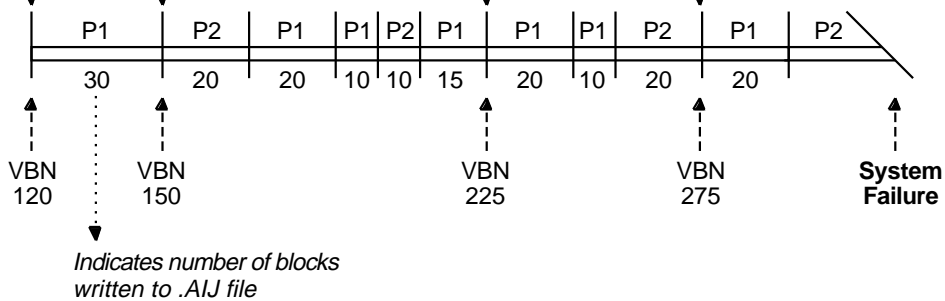 P1 P2 P1 P1 P2 P1 P1 P1 P2 P1 P2
30 20 20 10 10 15 20 10 20 20
VBN
120
VBN
150
VBN
225
VBN
275
System
Failure
Indicates number of blocks
written to .AIJ file